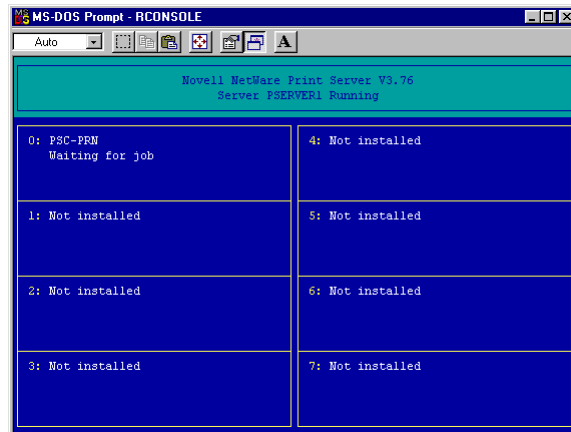 MS-DOS Prompt - RCONSOLE
Auto
A
Novell NetWare Print Server V3.76
Server PSERVER1 Running
0: PSC-PRN
Waiting for job
1: Not installed
2: Not installed
3: Not installed
4: Not installed
5: Not installed
6: Not installed
7: Not installed